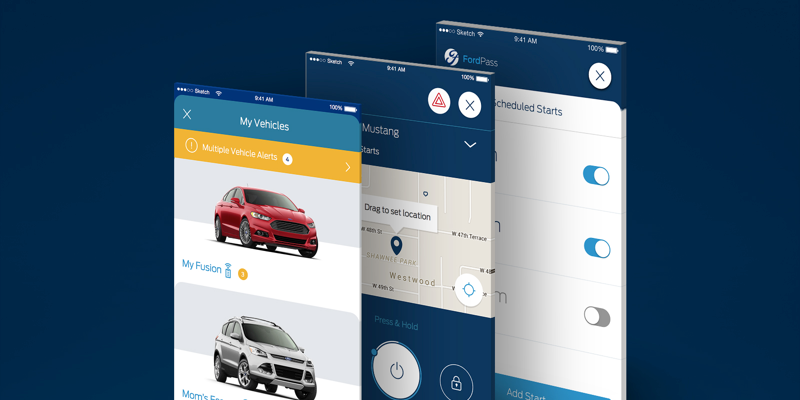 Sketch
9:41 AM
100%
My Vehicles
Multiple Vehicle Alerts 4
My Fusion 3
Mom's
Sketch
9:41 AM
100%
Mustang
Starts
Drag to set location
W 47th Terrace
W 48th St
SHAWNEE PARK
Westwood
W 49th St
Press & Hold
Sketch
9:41 AM
100%
FordPass
Scheduled Starts
Add Start